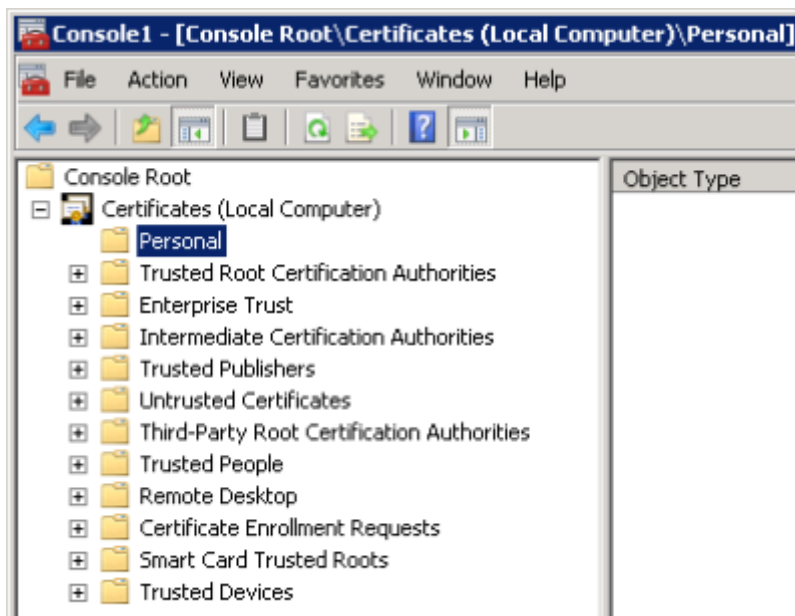 Console1 - [Console Root\Certificates (Local Computer)\Personal]
File Action View Favorites Window Help
Console Root
Object Type
Certificates (Local Computer)
Personal
Trusted Root Certification Authorities
Enterprise Trust
Intermediate Certification Authorities
Trusted Publishers
Untrusted Certificates
Third-Party Root Certification Authorities
Trusted People
Remote Desktop
Certificate Enrollment Requests
Smart Card Trusted Roots
Trusted Devices